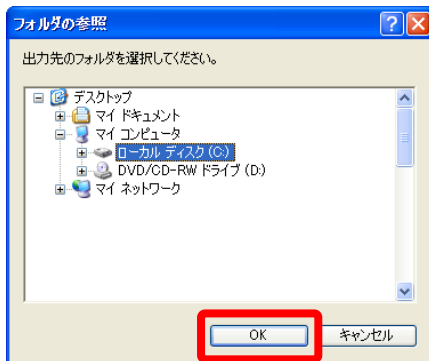 フォルダの参照
出力先のフォルダを選択してください。
デスクトップ
マイ ドキュメント
マイ コンピュータ
ローカル ディスク (C:)
DVD/CD-RW ドライブ (D:)
マイ ネットワーク
OK キャンセル